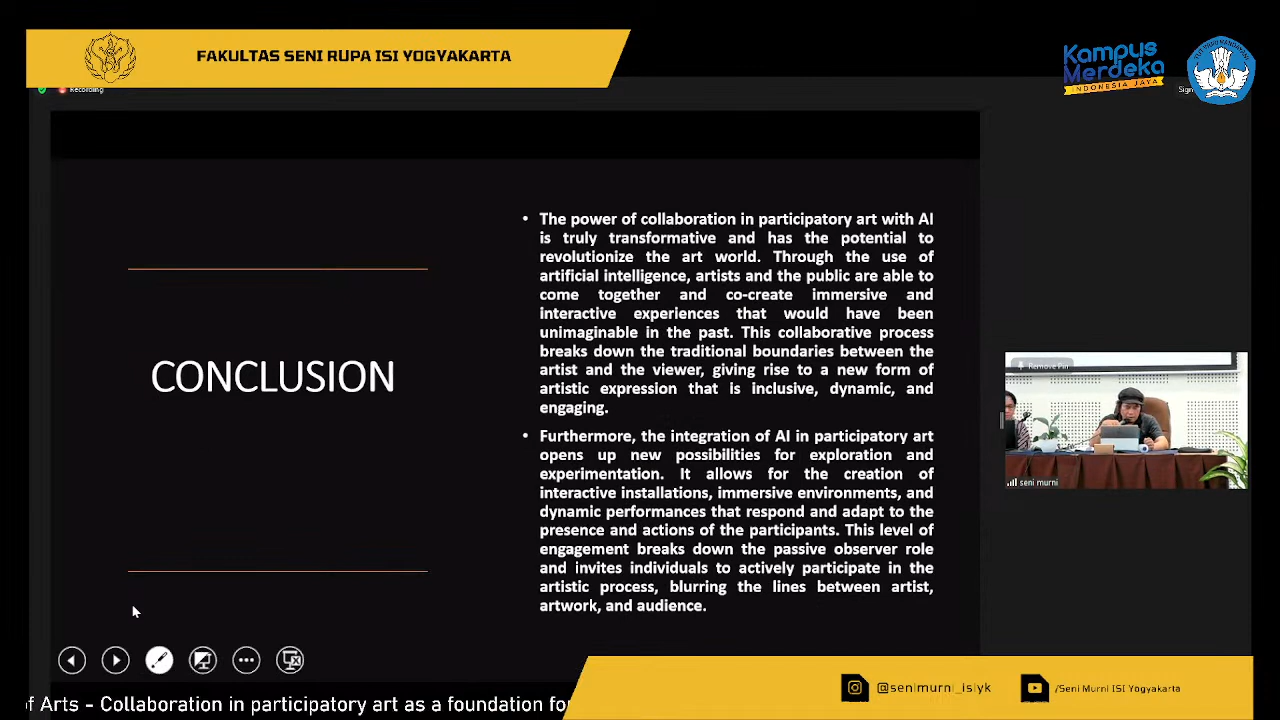 FAKULTAS SENI RUPA ISI YOGYAKARTA
Kampus
Merdeka
INDONESIA JAYA
Recording
Sign
CONCLUSION
• The power of collaboration in participatory art with AI
is truly transformative and has the potential to
revolutionize the art world. Through the use of
artificial intelligence, artists and the public are able to
come together and co-create immersive and
interactive experiences that would have been
unimaginable in the past. This collaborative process
breaks down the traditional boundaries between the
artist and the viewer, giving rise to a new form of
artistic expression that is inclusive, dynamic, and
engaging.
• Furthermore, the integration of AI in participatory art
opens up new possibilities for exploration and
experimentation. It allows for the creation of
interactive installations, immersive environments, and
dynamic performances that respond and adapt to the
presence and actions of the participants. This level of
engagement breaks down the passive observer role
and invites individuals to actively participate in the
artistic process, blurring the lines between artist,
artwork, and audience.
Remove Pin
seni murni
@senimurni_isiyk
/Seni Murni ISI Yogyakarta
of Arts - Collaboration in participatory art as a foundation fo